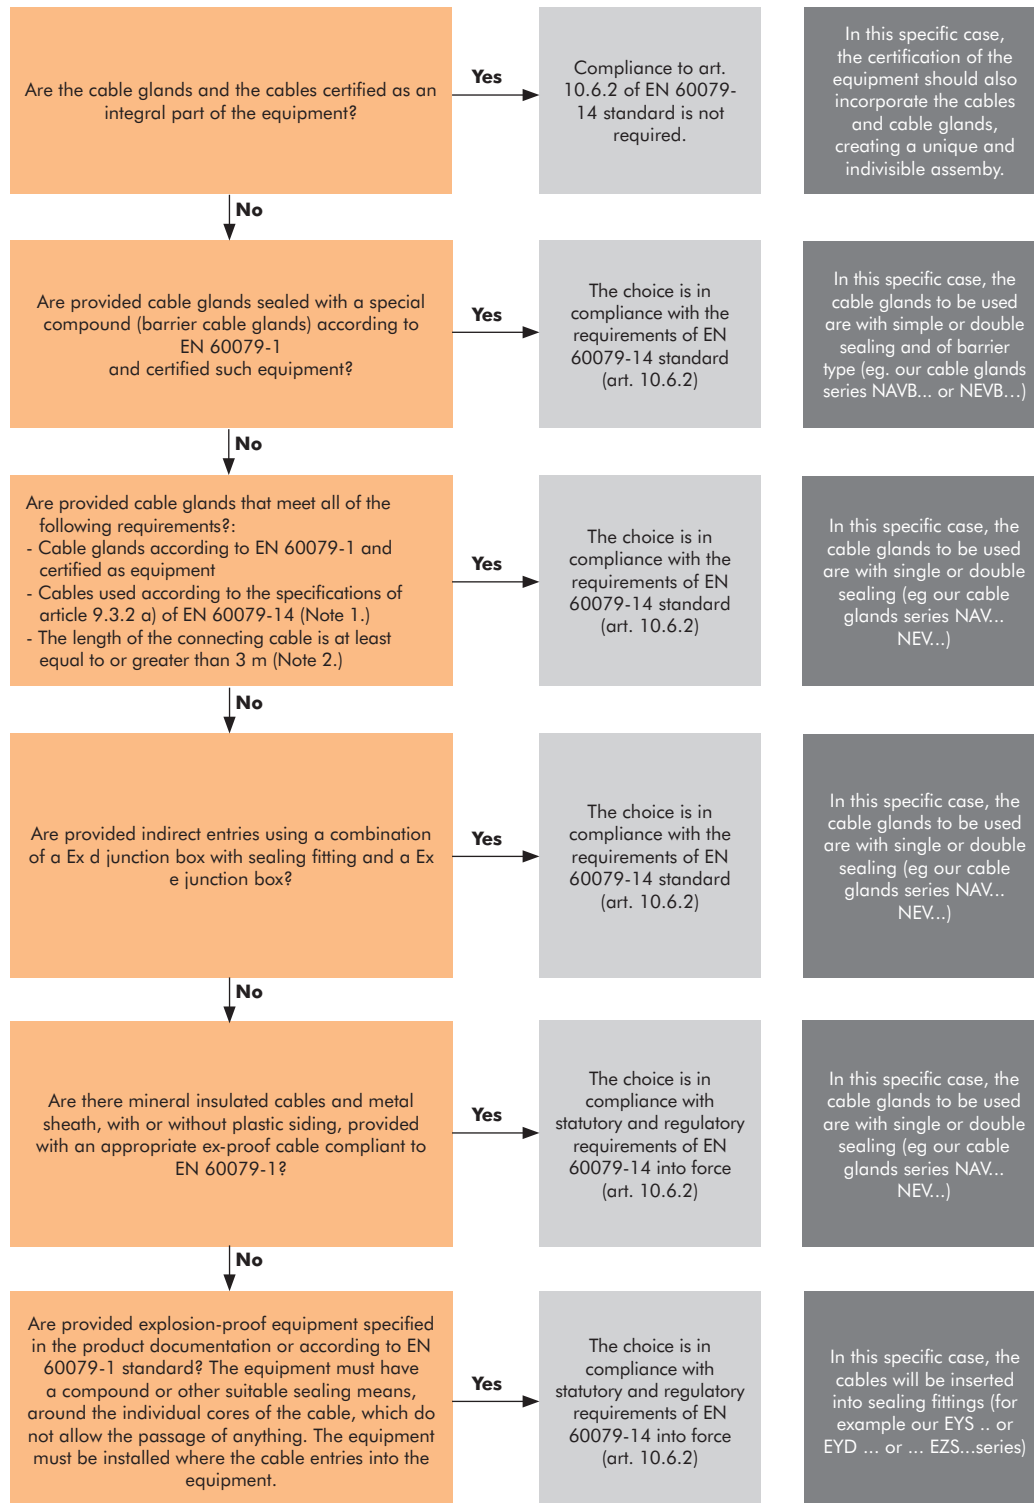 Are the cable glands and the cables certified as an
integral part of the equipment?
Yes
Compliance to art.
10.6.2 of EN 60079-
14 standard is not
required.
In this specific case,
the certification of the
equipment should also
incorporate the cables
and cable glands,
creating a unique and
indivisible assemby.
No
Are provided cable glands sealed with a special
compound (barrier cable glands) according to
EN 60079-1
and certified such equipment?
Yes
The choice is in
compliance with the
requirements of EN
60079-14 standard
(art. 10.6.2)
In this specific case, the
cable glands to be used
are with simple or double
sealing and of barrier
type (eg. our cable glands
series NAVB... or NEVB...)
No
Are provided cable glands that meet all of the
following requirements?:
- Cable glands according to EN 60079-1 and
certified as equipment
- Cables used according to the specifications of
article 9.3.2 a) of EN 60079-14 (Note 1.)
- The length of the connecting cable is at least
equal to or greater than 3 m (Note 2.)
Yes
The choice is in
compliance with the
requirements of EN
60079-14 standard
(art. 10.6.2)
In this specific case, the
cable glands to be used
are with single or double
sealing (eg our cable
glands series NAV...
NEV...)
No
Are provided indirect entries using a combination
of a Ex d junction box with sealing fitting and a Ex
e junction box?
Yes
The choice is in
compliance with the
requirements of EN
60079-14 standard
(art. 10.6.2)
In this specific case, the
cable glands to be used
are with single or double
sealing (eg our cable
glands series NAV...
NEV...)
No
Are there mineral insulated cables and metal
sheath, with or without plastic siding, provided
with an appropriate ex-proof cable compliant to
EN 60079-1?
Yes
The choice is in
compliance with
statutory and regulatory
requirements of EN
60079-14 into force
(art. 10.6.2)
In this specific case, the
cable glands to be used
are with single or double
sealing (eg our cable
glands series NAV...
NEV...)
No
Are provided explosion-proof equipment specified
in the product documentation or according to EN
60079-1 standard? The equipment must have
a compound or other suitable sealing means,
around the individual cores of the cable, which do
not allow the passage of anything. The equipment
must be installed where the cable entries into the
equipment.
Yes
The choice is in
compliance with
statutory and regulatory
requirements of EN
60079-14 into force
(art. 10.6.2)
In this specific case, the
cables will be inserted
into sealing fittings (for
example our EYS .. or
EYD ... or ... EZS...series)